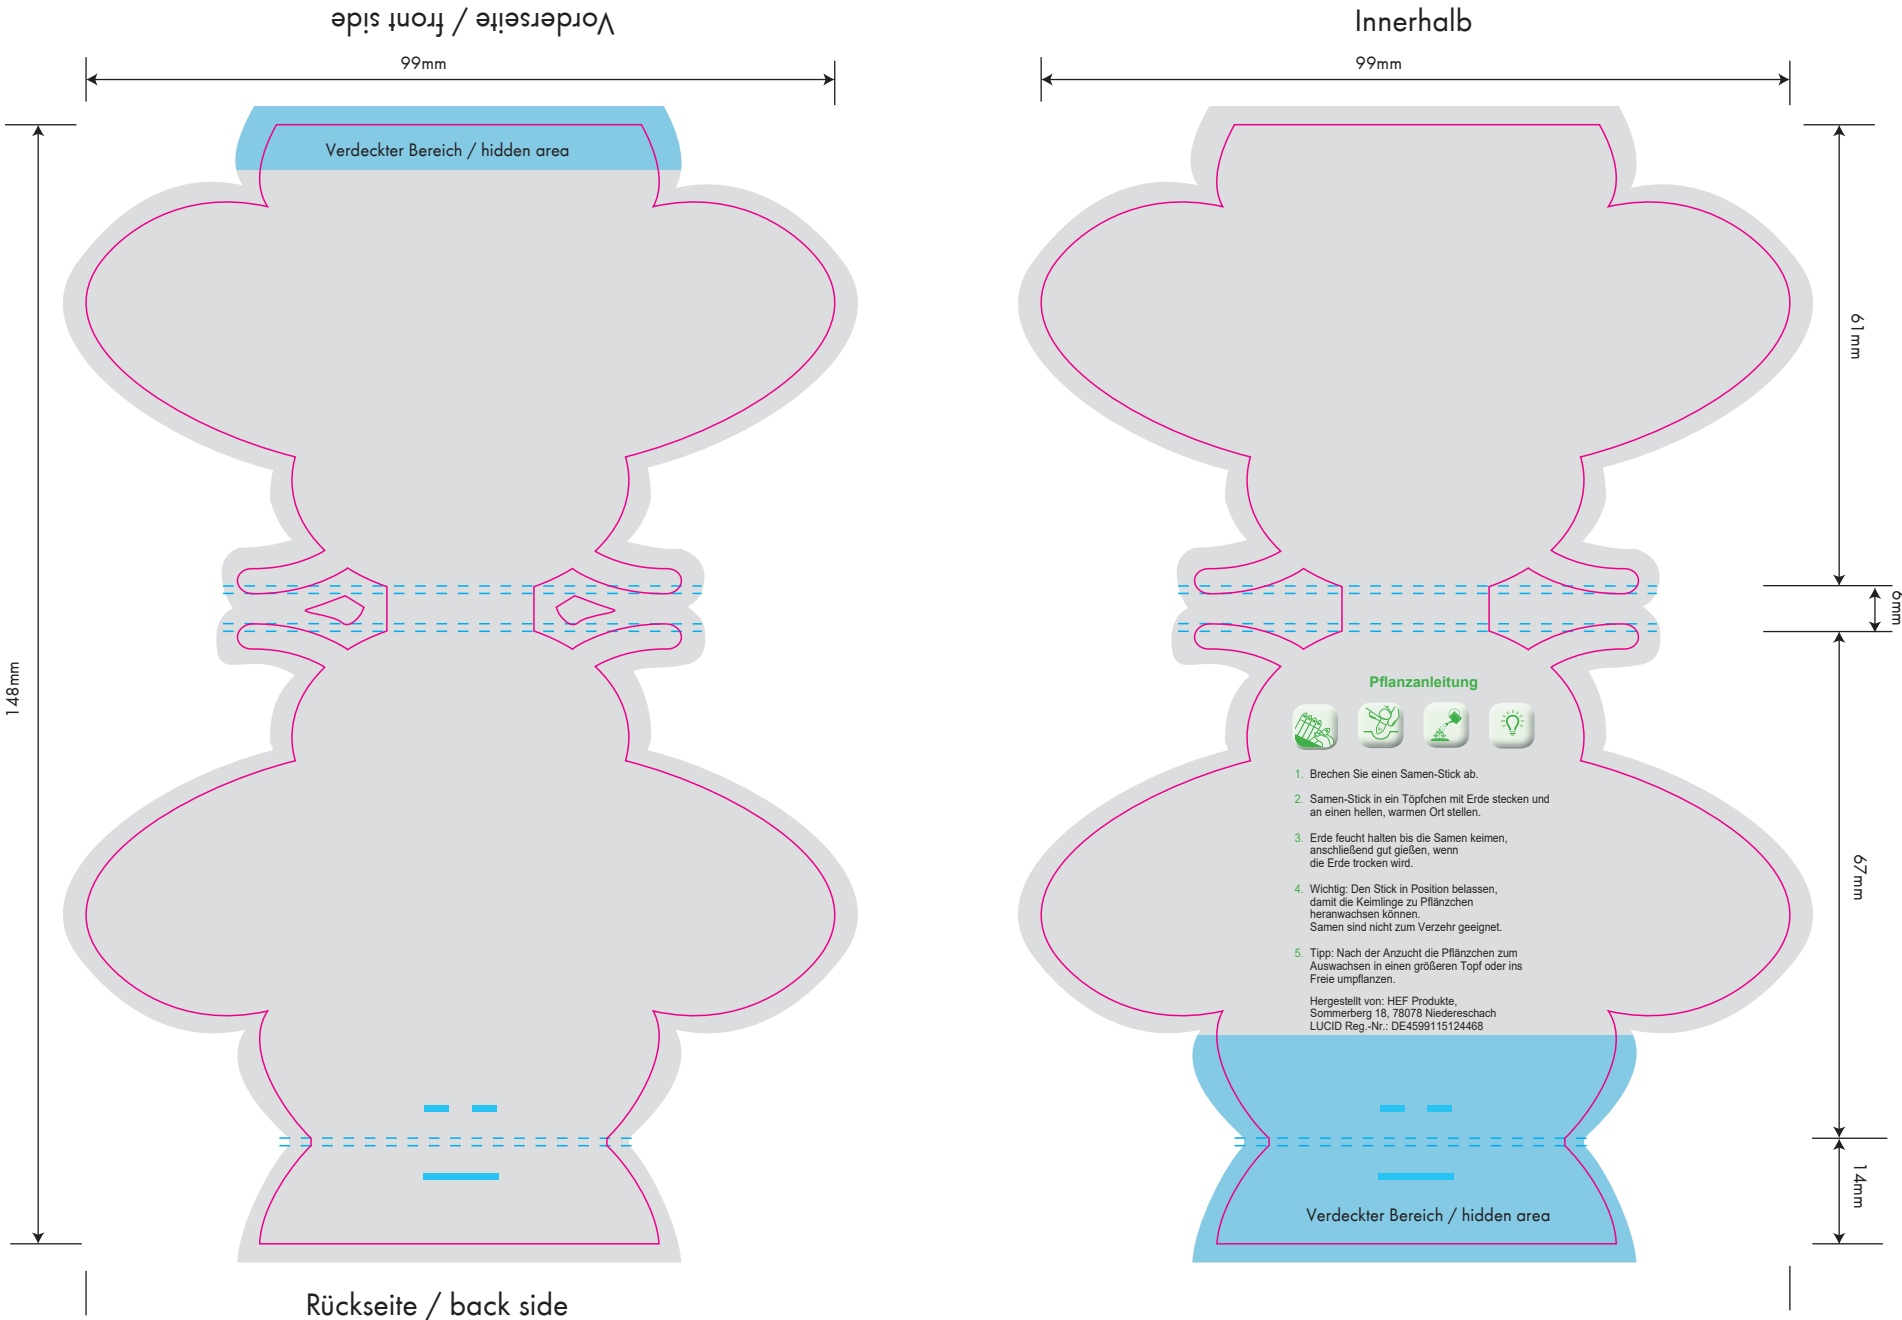 Vorderseite / front side
99mm
Verdeckter Bereich / hidden area
148mm
Rückseite / back side
Innerhalb
99mm
61mm
6mm
67mm
14mm
Pflanzanleitung
1. Brechen Sie einen Samen-Stick ab.
2. Samen-Stick in ein Töpfchen mit Erde stecken und
an einen hellen, warmen Ort stellen.
3. Erde feucht halten bis die Samen keimen,
anschließend gut gießen, wenn
die Erde trocken wird.
4. Wichtig: Den Stick in Position belassen,
damit die Keimlinge zu Pflänzchen
heranwachsen können.
Samen sind nicht zum Verzehr geeignet.
5. Tipp: Nach der Anzucht die Pflänzchen zum
Auswachsen in einen größeren Topf oder ins
Freie umpflanzen.
Hergestellt von: HEF Produkte,
Sommerberg 18, 78078 Niedereschach
LUCID Reg.-Nr.: DE4599115124468
Verdeckter Bereich / hidden area